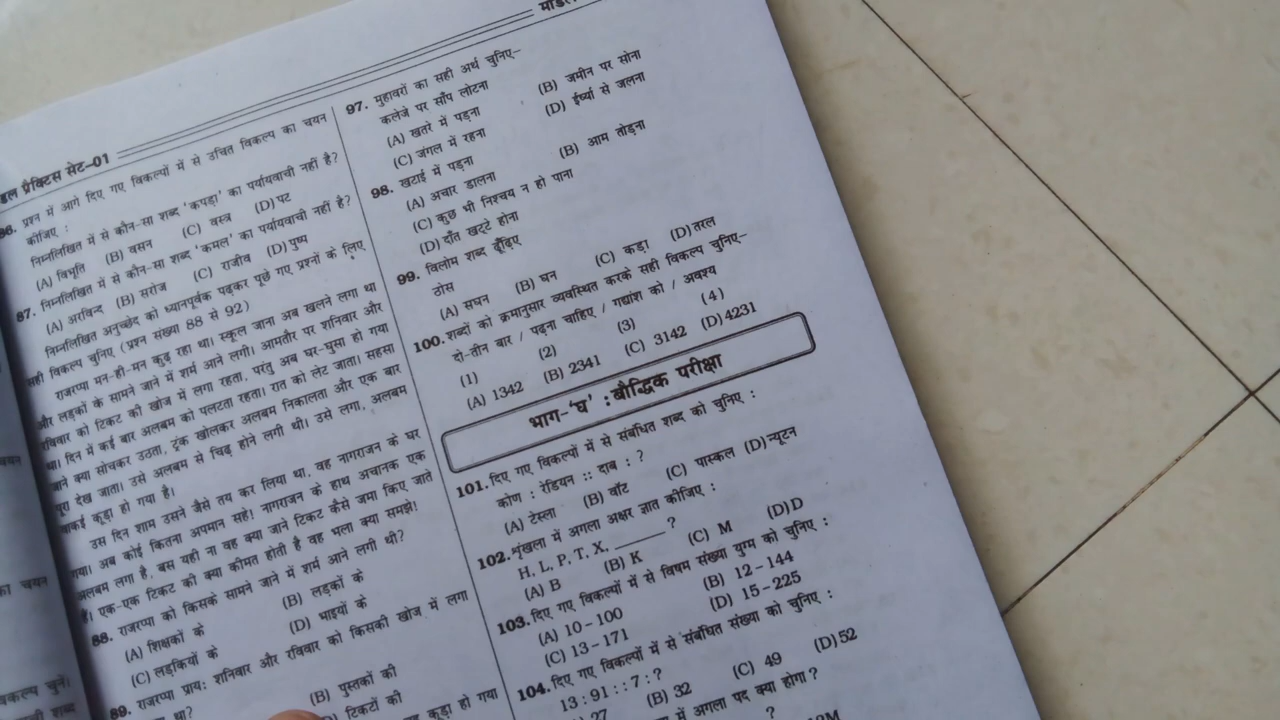 डल प्रैक्टिस सेट–01
86. प्रश्न में आगे दिए गए विकल्पों में से उचित विकल्प का चयन
कीजिए :
निम्नलिखित में से कौन-सा शब्द 'कपड़ा' का पर्यायवाची नहीं है?
(A) विभूति (B) वसन (C) वस्त्र (D) पट
87. निम्नलिखित में से कौन-सा शब्द 'कमल' का पर्यायवाची नहीं है?
(A) अरविन्द (B) सरोज (C) राजीव (D) पुष्प
निम्नलिखित अनुच्छेद को ध्यानपूर्वक पढ़कर पूछे गए प्रश्नों के लिए
सही विकल्प चुनिए (प्रश्न संख्या 88 से 92)
राजरप्पा मन-ही-मन कुढ़ रहा था। स्कूल जाना अब खलने लगा था
और लड़कों के सामने जाने में शर्म आने लगी। आमतौर पर शनिवार और
रविवार को टिकट की खोज में लगा रहता, परंतु अब घर-घुसा हो गया
था। दिन में कई बार अलबम को पलटता रहता। रात को लेट जाता। सहसा
जाने क्या सोचकर उठता, ट्रंक खोलकर अलबम निकालता और एक बार
पूरा देख जाता। उसे अलबम से चिढ़ होने लगी थी। उसे लगा, अलबम
वाकई कूड़ा हो गया है।
उस दिन शाम उसने जैसे तय कर लिया था, वह नागराजन के घर
गया। अब कोई कितना अपमान सहे! नागराजन के हाथ अचानक एक
अलबम लगा है, बस यही ना वह क्या जाने टिकट कैसे जमा किए जाते
हैं। एक-एक टिकट की क्या कीमत होती है वह भला क्या समझे!
88. राजरप्पा को किसके सामने जाने में शर्म आने लगी थी?
(A) शिक्षकों के (B) लड़कों के
(C) लड़कियों के (D) भाइयों के
89. राजरप्पा प्राय: शनिवार और रविवार को किसकी खोज में लगा
था?
(B) पुस्तकों की
टिकटों की
कूड़ा हो गया
97. मुहावरों का सही अर्थ चुनिए–
कलेजे पर साँप लोटना
(A) खतरे में पड़ना (B) जमीन पर सोना
(C) जंगल में रहना (D) ईर्ष्या से जलना
98. खटाई में पड़ना
(A) अचार डालना (B) आम तोड़ना
(C) कुछ भी निश्चय न हो पाना
(D) दाँत खट्टे होना
99. विलोम शब्द ढूँढ़िए
ठोस
(A) सघन (B) घन (C) कड़ा (D) तरल
100. शब्दों को क्रमानुसार व्यवस्थित करके सही विकल्प चुनिए–
दो-तीन बार / पढ़ना चाहिए / गद्यांश को / अवश्य
(1) (2) (3) (4)
(A) 1342 (B) 2341 (C) 3142 (D) 4231
भाग-'घ' : बौद्धिक परीक्षा
101. दिए गए विकल्पों में से संबंधित शब्द को चुनिए :
कोण : रेडियन :: दाब : ?
(A) टेस्ला (B) वॉट (C) पास्कल (D) न्यूटन
102. शृंखला में अगला अक्षर ज्ञात कीजिए :
H, L, P, T, X, ______ ?
(A) B (B) K (C) M (D) D
103. दिए गए विकल्पों में से विषम संख्या युग्म को चुनिए :
(A) 10 – 100 (B) 12 – 144
(C) 13 – 171 (D) 15 – 225
104. दिए गए विकल्पों में से संबंधित संख्या को चुनिए :
13 : 91 : : 7 : ?
27 (B) 32 (C) 49 (D) 52
में अगला पद क्या होगा?
?